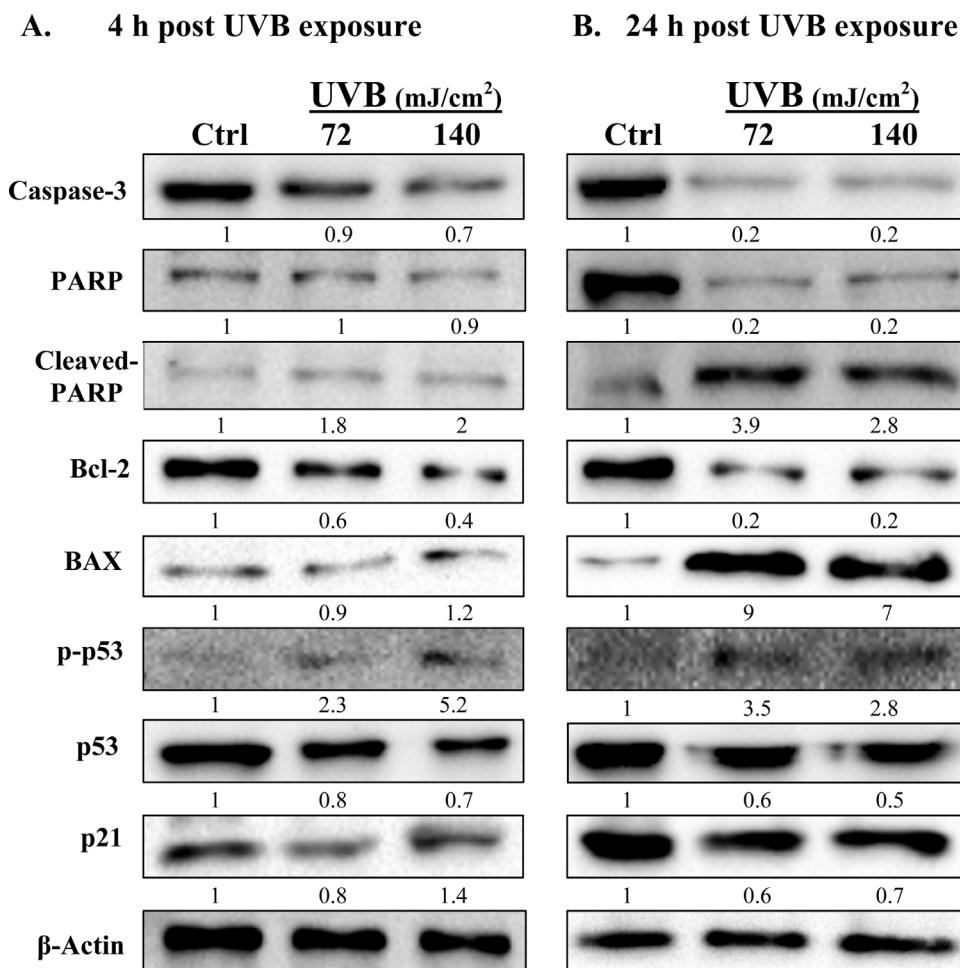 A. 4 h post UVB exposure B. 24 h post UVB exposure
UVB (mJ/cm²) UVB (mJ/cm²)
Ctrl 72 140 Ctrl 72 140
Caspase-3
1 0.9 0.7 1 0.2 0.2
PARP
1 1 0.9 1 0.2 0.2
Cleaved-
PARP
1 1.8 2 1 3.9 2.8
Bcl-2
1 0.6 0.4 1 0.2 0.2
BAX
1 0.9 1.2 1 9 7
p-p53
1 2.3 5.2 1 3.5 2.8
p53
1 0.8 0.7 1 0.6 0.5
p21
1 0.8 1.4 1 0.6 0.7
β-Actin